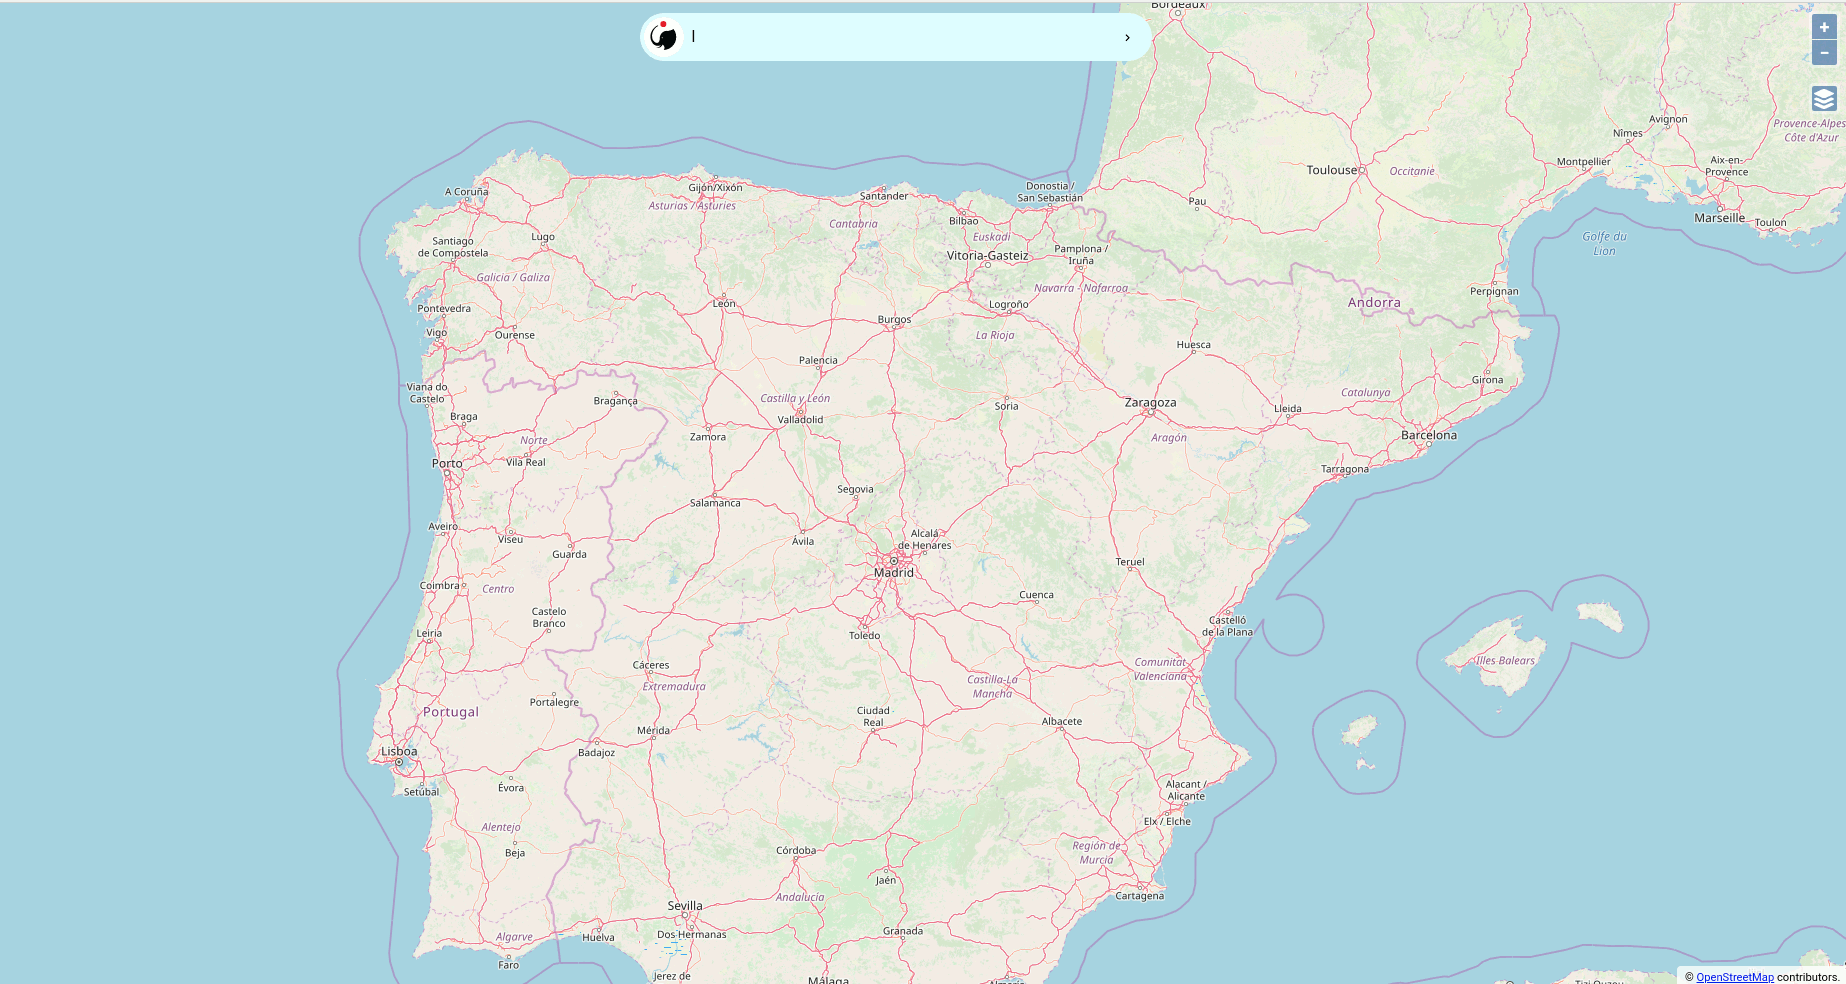 Bordeaux
+
−
Avignon
Nîmes
Provence-Alpes-
Côte d'Azur
Montpellier
Aix-en-
Provence
Toulouse
Occitanie
Marseille
Toulon
Golfe du
Lion
Pau
Perpignan
Andorra
A Coruña
Gijón/Xixón
Asturias / Asturies
Santander
Cantabria
Donostia /
San Sebastián
Bilbao
Euskadi
Vitoria-Gasteiz
Pamplona /
Iruña
Navarra - Nafarroa
Santiago
de Compostela
Lugo
Galicia / Galiza
León
Logroño
Pontevedra
Burgos
La Rioja
Vigo
Ourense
Huesca
Palencia
Girona
Viana do
Castelo
Bragança
Castilla y León
Valladolid
Soria
Zaragoza
Lleida
Catalunya
Braga
Zamora
Aragón
Barcelona
Norte
Porto
Vila Real
Tarragona
Segovia
Salamanca
Aveiro
Viseu
Guarda
Ávila
Alcalá
de Henares
Madrid
Teruel
Coimbra
Centro
Cuenca
Castelo
Branco
Castelló
de la Plana
Leiria
Toledo
Cáceres
Extremadura
Castilla-La
Mancha
Comunitat
Valenciana
Illes Balears
Portugal
Portalegre
Ciudad
Real
Albacete
Mérida
Lisboa
Badajoz
Setúbal
Évora
Alacant /
Alicante
Elx / Elche
Alentejo
Beja
Córdoba
Región de
Murcia
Jaén
Cartagena
Andalucía
Sevilla
Algarve
Huelva
Dos Hermanas
Granada
Faro
Jerez de
Málaga
© OpenStreetMap contributors.